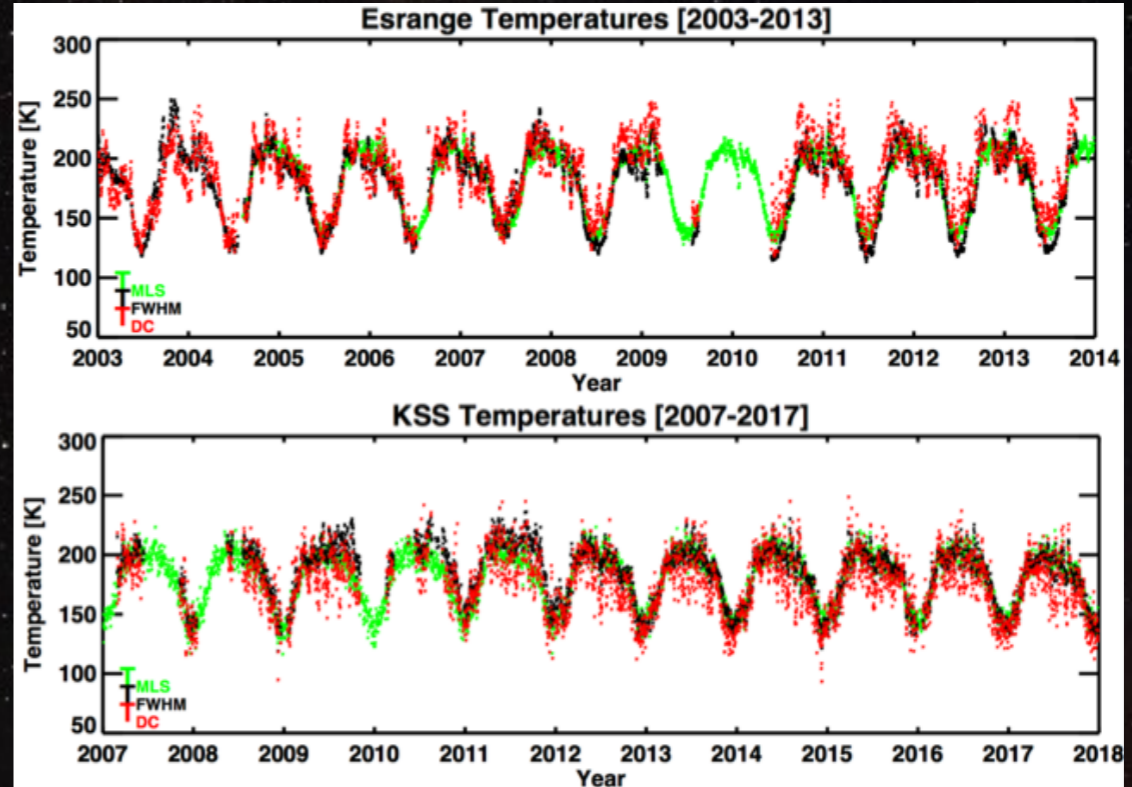 Esrange Temperatures [2003-2013]
300
250
200
150
100
50
Temperature [K]
MLS
FWHM
DC
2003 2004 2005 2006 2007 2008 2009 2010 2011 2012 2013 2014
Year
KSS Temperatures [2007-2017]
300
250
200
150
100
50
Temperature [K]
MLS
FWHM
DC
2007 2008 2009 2010 2011 2012 2013 2014 2015 2016 2017 2018
Year